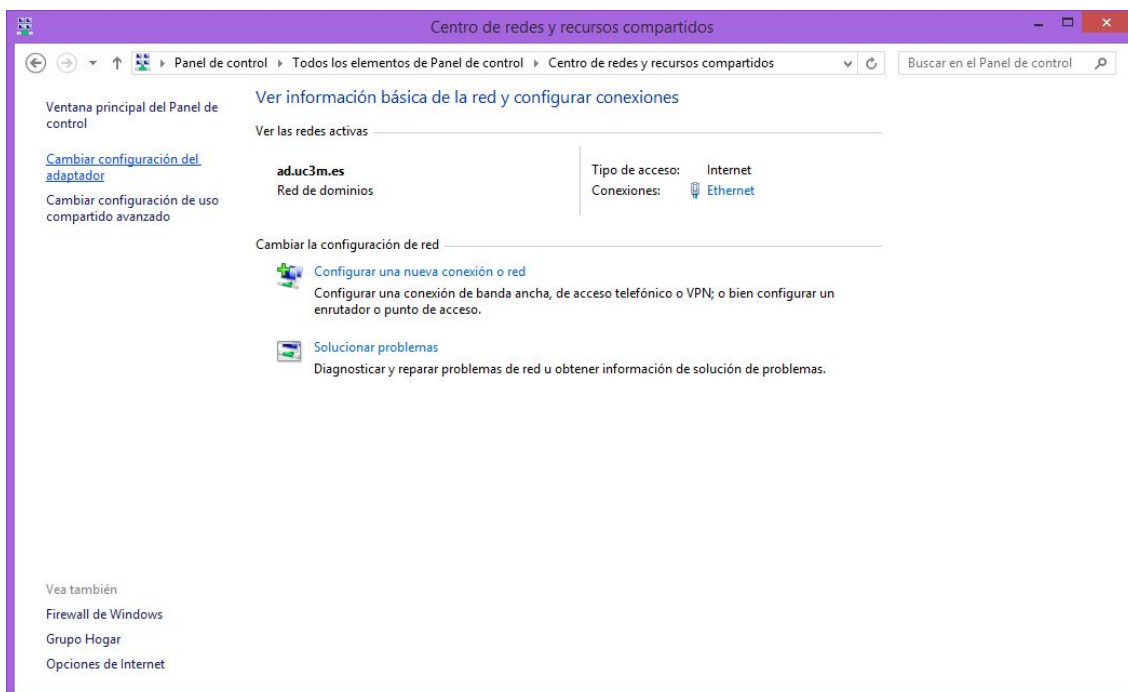 Centro de redes y recursos compartidos
Panel de control Todos los elementos de Panel de control Centro de redes y recursos compartidos
Buscar en el Panel de control
Ventana principal del Panel de
control
Cambiar configuración del
adaptador
Cambiar configuración de uso
compartido avanzado
Ver información básica de la red y configurar conexiones
Ver las redes activas
ad.uc3m.es
Red de dominios
Tipo de acceso: Internet
Conexiones: Ethernet
Cambiar la configuración de red
Configurar una nueva conexión o red
Configurar una conexión de banda ancha, de acceso telefónico o VPN; o bien configurar un
enrutador o punto de acceso.
Solucionar problemas
Diagnosticar y reparar problemas de red u obtener información de solución de problemas.
Vea también
Firewall de Windows
Grupo Hogar
Opciones de Internet